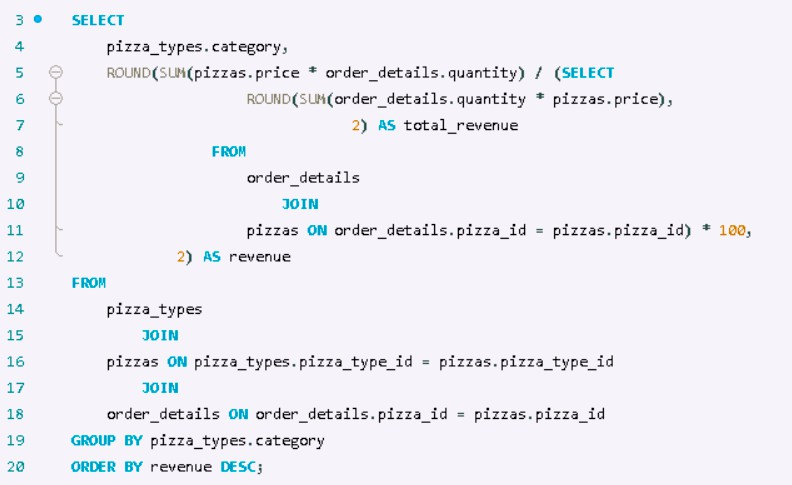 3 SELECT
4 pizza_types.category,
5 ROUND(SUM(pizzas.price * order_details.quantity) / (SELECT
6 ROUND(SUM(order_details.quantity * pizzas.price),
7 2) AS total_revenue
8 FROM
9 order_details
10 JOIN
11 pizzas ON order_details.pizza_id = pizzas.pizza_id) * 100,
12 2) AS revenue
13 FROM
14 pizza_types
15 JOIN
16 pizzas ON pizza_types.pizza_type_id = pizzas.pizza_type_id
17 JOIN
18 order_details ON order_details.pizza_id = pizzas.pizza_id
19 GROUP BY pizza_types.category
20 ORDER BY revenue DESC;